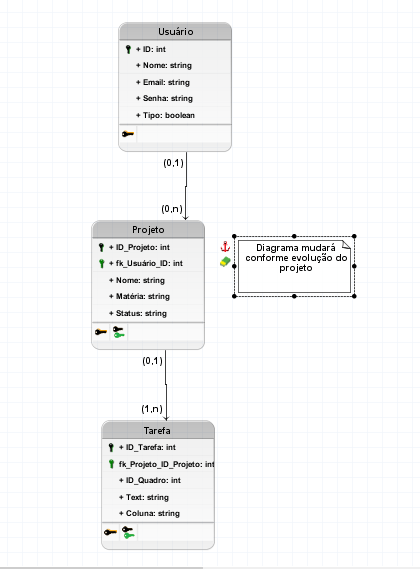 Usuário
+ ID: int
+ Nome: string
+ Email: string
+ Senha: string
+ Tipo: boolean
(0,1)
(0,n)
Projeto
+ ID_Projeto: int
+ fk_Usuário_ID: int
+ Nome: string
+ Matéria: string
+ Status: string
Diagrama mudará
conforme evolução do
projeto
(0,1)
(1,n)
Tarefa
+ ID_Tarefa: int
fk_Projeto_ID_Projeto: int
+ ID_Quadro: int
+ Text: string
+ Coluna: string